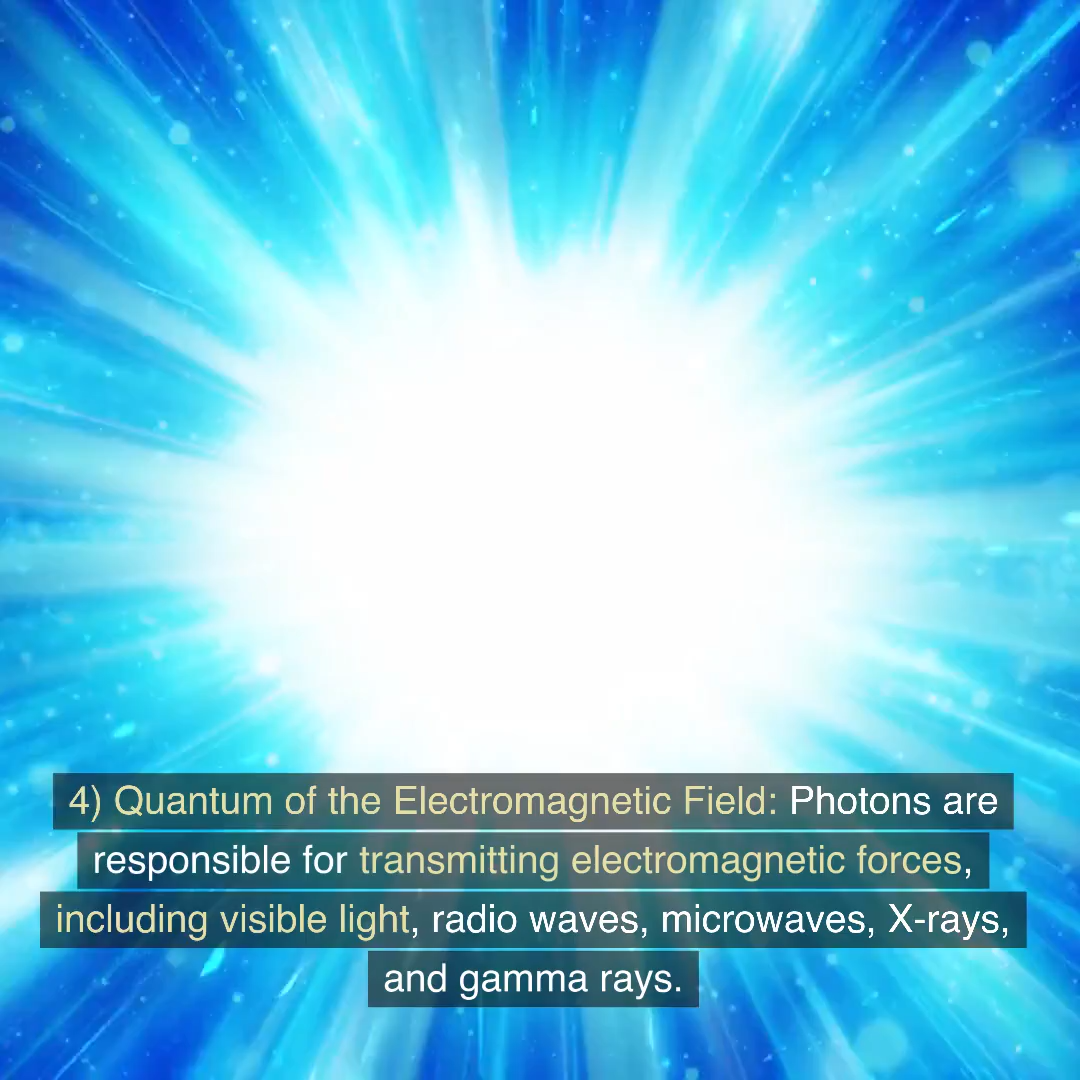 4) Quantum of the Electromagnetic Field: Photons are
responsible for transmitting electromagnetic forces,
including visible light, radio waves, microwaves, X-rays,
and gamma rays.